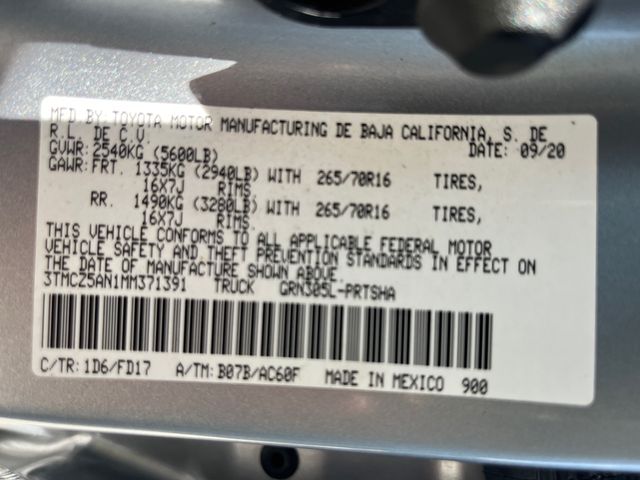 MFD BY: TOYOTA MOTOR MANUFACTURING DE BAJA CALIFORNIA, S. DE
R.L. DE C.V. DATE: 09/20
GVWR: 2540KG (5600LB)
GAWR: FRT. 1335KG (2940LB) WITH 265/70R16 TIRES,
16X7J RIMS
RR. 1490KG (3280LB) WITH 265/70R16 TIRES,
16X7J RIMS
THIS VEHICLE CONFORMS TO ALL APPLICABLE FEDERAL MOTOR
VEHICLE SAFETY AND THEFT PREVENTION STANDARDS IN EFFECT ON
THE DATE OF MANUFACTURE SHOWN ABOVE.
3TMCZ5AN1MM371391 TRUCK GRN305L-PRTSHA
C/TR: 1D6/FD17 A/TM: B07B/AC60F MADE IN MEXICO 900